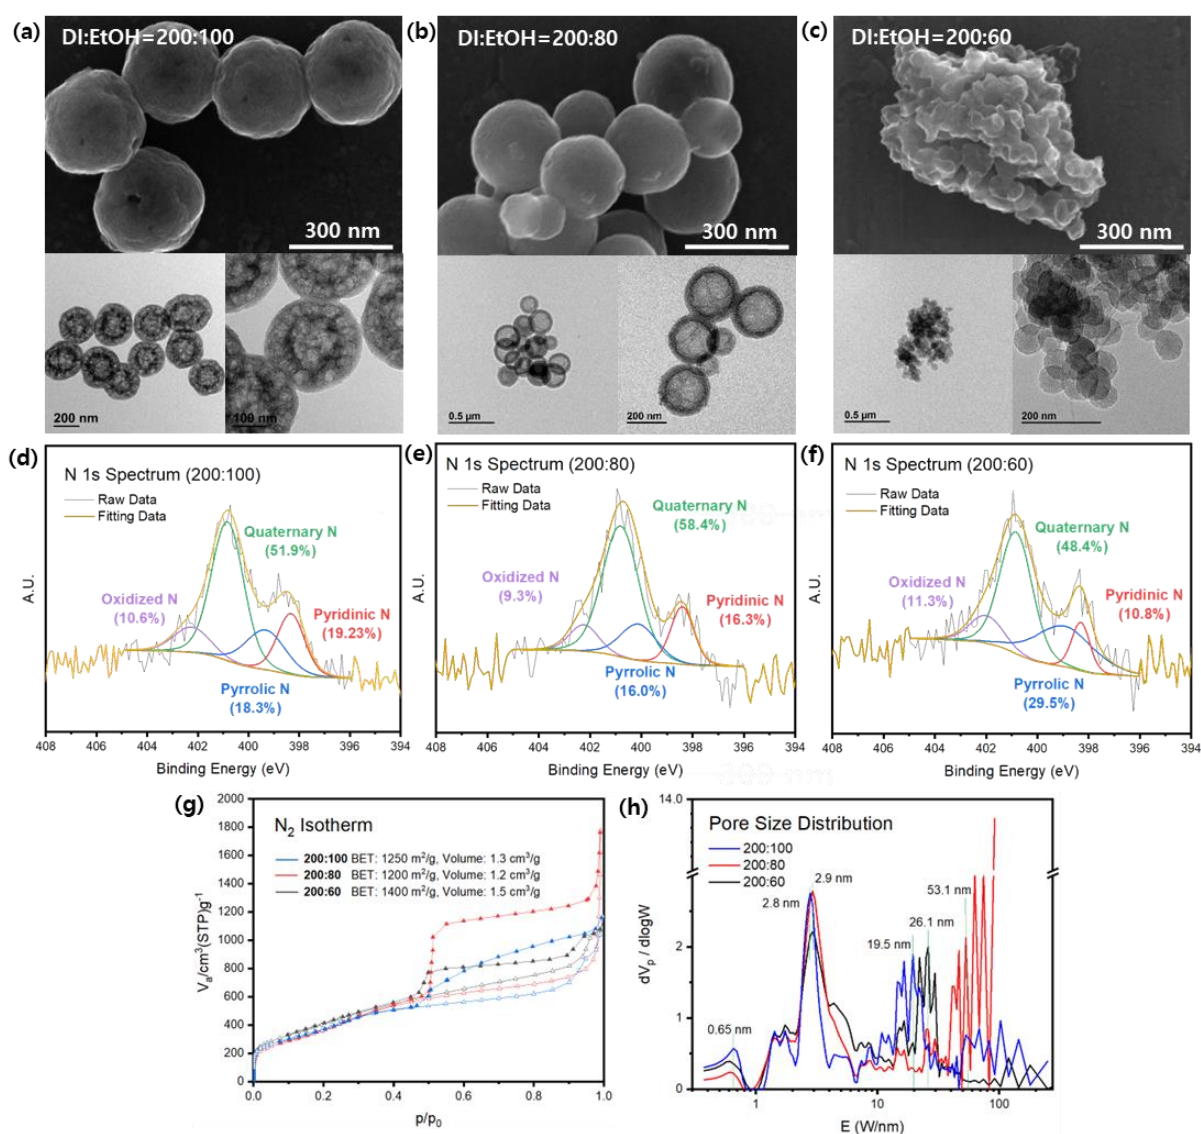 (a)
DI:EtOH=200:100
300 nm
200 nm
100 nm
(b)
DI:EtOH=200:80
300 nm
0.5 μm
200 nm
(c)
DI:EtOH=200:60
300 nm
0.5 μm
200 nm
(d)
N 1s Spectrum (200:100)
Raw Data
Fitting Data
Quaternary N
(51.9%)
Oxidized N
(10.6%)
Pyridinic N
(19.23%)
Pyrrolic N
(18.3%)
A.U.
408 406 404 402 400 398 396 394
Binding Energy (eV)
(e)
N 1s Spectrum (200:80)
Raw Data
Fitting Data
Quaternary N
(58.4%)
Oxidized N
(9.3%)
Pyridinic N
(16.3%)
Pyrrolic N
(16.0%)
A.U.
408 406 404 402 400 398 396 394
Binding Energy (eV)
(f)
N 1s Spectrum (200:60)
Raw Data
Fitting Data
Quaternary N
(48.4%)
Oxidized N
(11.3%)
Pyridinic N
(10.8%)
Pyrrolic N
(29.5%)
A.U.
408 406 404 402 400 398 396 394
Binding Energy (eV)
300 nm
(g)
N2 Isotherm
200:100 BET: 1250 m2/g, Volume: 1.3 cm3/g
200:80 BET: 1200 m2/g, Volume: 1.2 cm3/g
200:60 BET: 1400 m2/g, Volume: 1.5 cm3/g
Va/cm3(STP)g-1
2000
1800
1600
1400
1200
1000
800
600
400
200
0
0.0 0.2 0.4 0.6 0.8 1.0
p/p0
(h)
Pore Size Distribution
200:100
200:80
200:60
2.9 nm
2.8 nm
53.1 nm
26.1 nm
19.5 nm
0.65 nm
dVp / dlogW
14.0
2
1
0
1 10 100
E (W/nm)